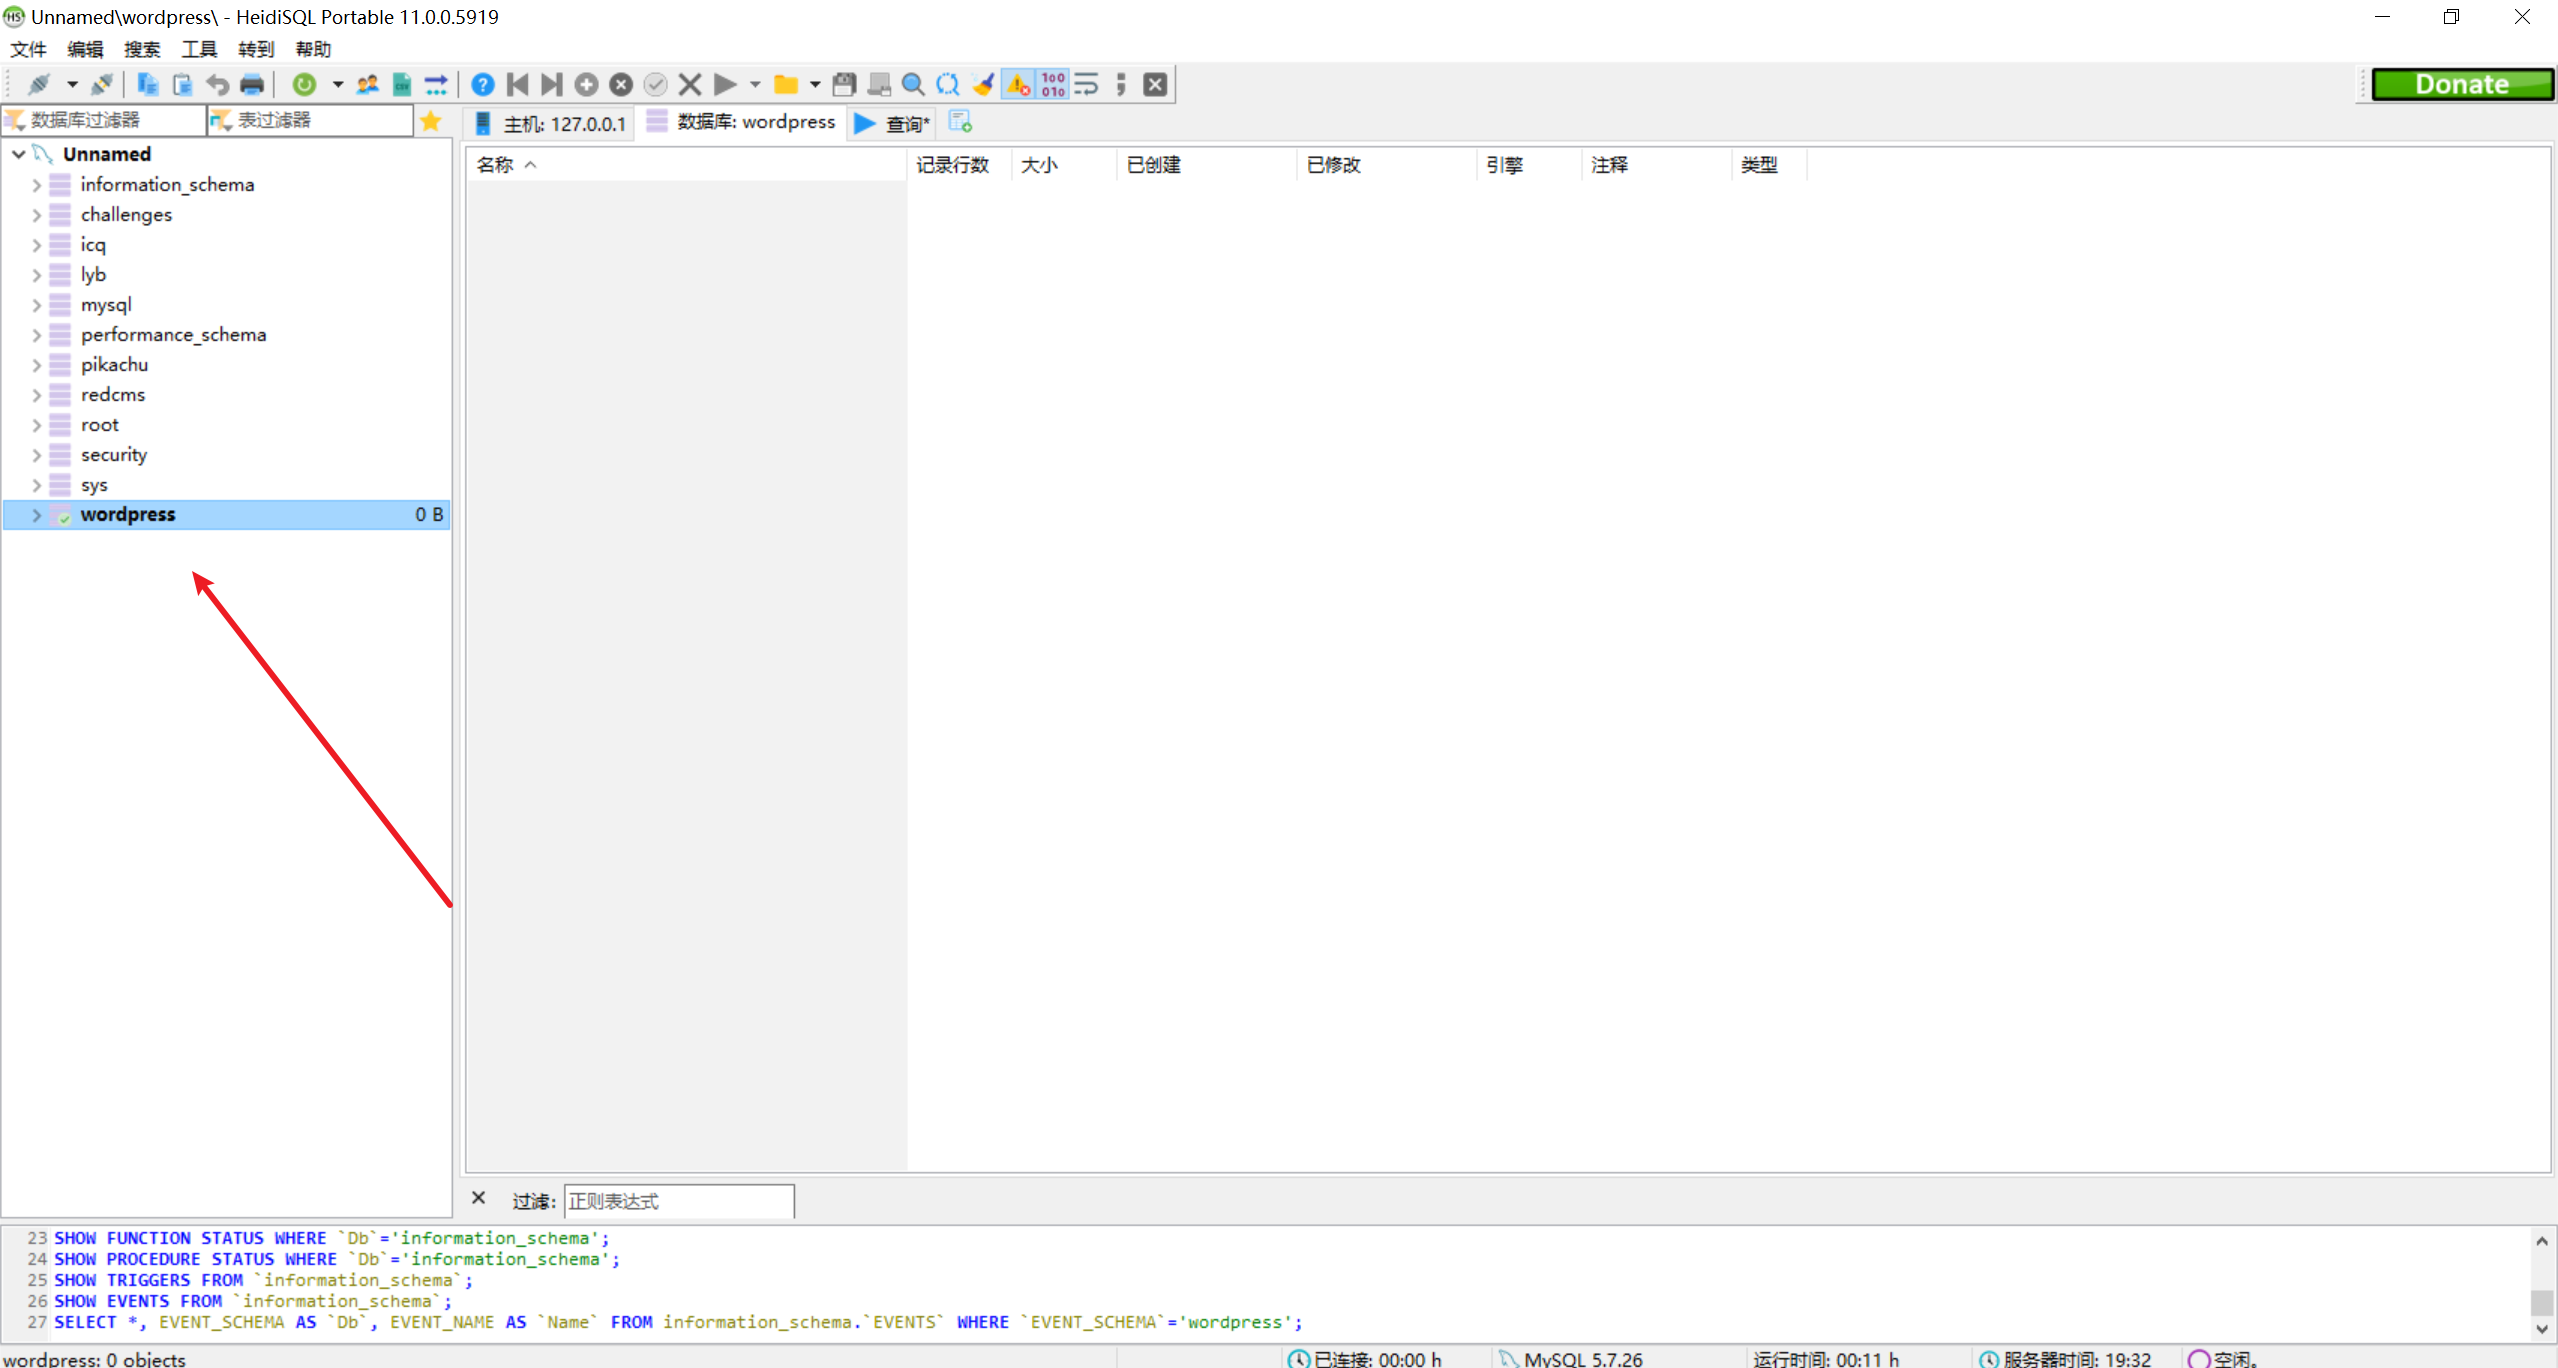 Unnamed\wordpress\ - HeidiSQL Portable 11.0.0.5919
文件 编辑 搜索 工具 转到 帮助
Donate
数据库过滤器 表过滤器 主机: 127.0.0.1 数据库: wordpress 查询*
Unnamed
information_schema
challenges
icq
lyb
mysql
performance_schema
pikachu
redcms
root
security
sys
wordpress 0 B
名称 记录行数 大小 已创建 已修改 引擎 注释 类型
过滤: 正则表达式
23 SHOW FUNCTION STATUS WHERE `Db`='information_schema';
24 SHOW PROCEDURE STATUS WHERE `Db`='information_schema';
25 SHOW TRIGGERS FROM `information_schema`;
26 SHOW EVENTS FROM `information_schema`;
27 SELECT *, EVENT_SCHEMA AS `Db`, EVENT_NAME AS `Name` FROM information_schema.`EVENTS` WHERE `EVENT_SCHEMA`='wordpress';
wordpress: 0 objects 已连接: 00:00 h MySQL 5.7.26 运行时间: 00:11 h 服务器时间: 19:32 空闲。